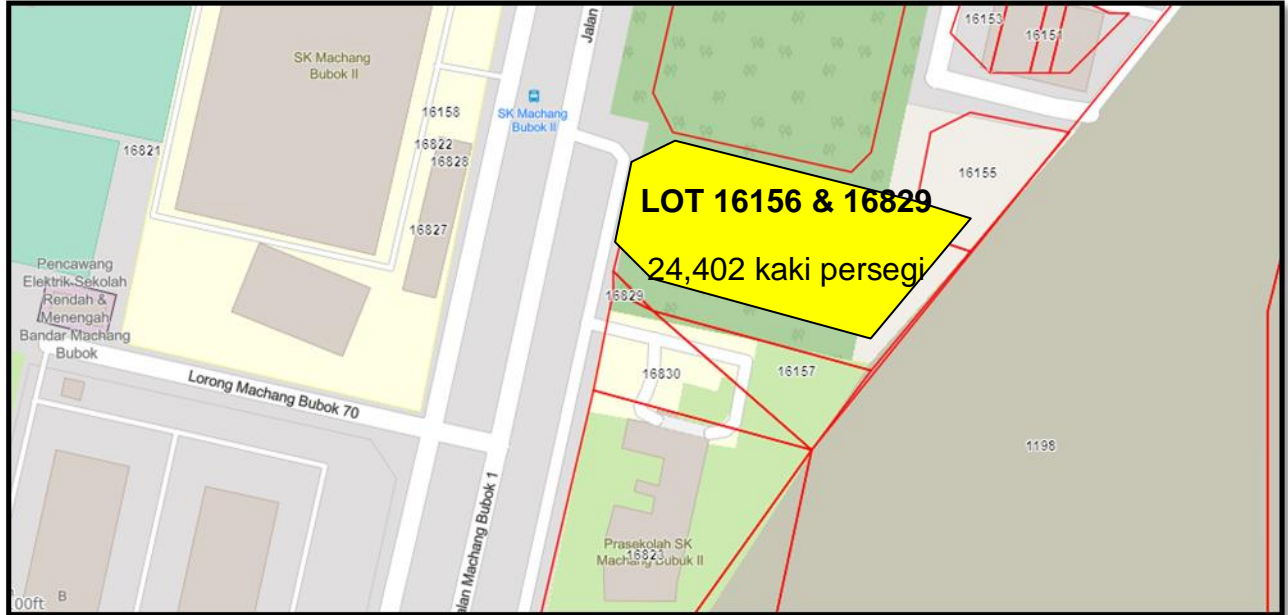 16153
16151
Jalan
SK Machang
Bubok II
16158
SK Machang
Bubok II
16821
16822
16828
16155
LOT 16156 & 16829
16827
24,402 kaki persegi
Pencawang
Elektrik Sekolah
Rendah &
Menengah
Bandar Machang
Bubok
16829
16830
16157
Lorong Machang Bubok 70
1198
Jalan Machang Bubok 1
Prasekolah SK
Machang Bubuk II
16823
00ft
B